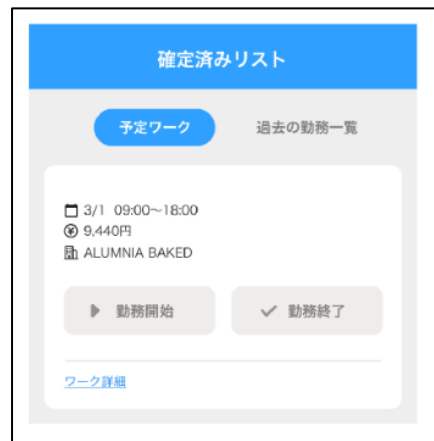 確定済みリスト
予定ワーク
過去の勤務一覧
3/1 09:00〜18:00
9,440円
ALUMNIA BAKED
勤務開始
勤務終了
ワーク詳細